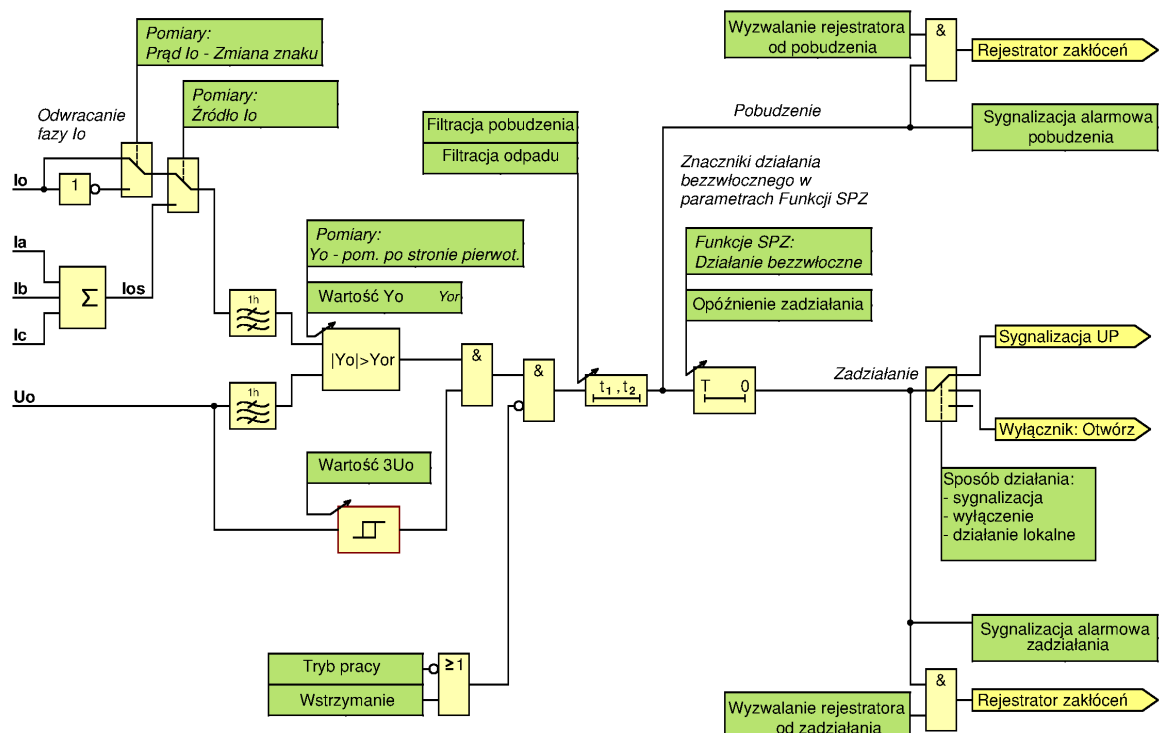 Pomiary:
Prąd Io - Zmiana znaku
Pomiary:
Źródło Io
Odwracanie
fazy Io
Io
1
Ia
Ib
Ic
Σ
Ios
Uo
1h
1h
Pomiary:
Yo - pom. po stronie pierwot.
Wartość Yo Yor
|Yo|>Yor
Wartość 3Uo
&
&
Tryb pracy
Wstrzymanie
≥1
Filtracja pobudzenia
Filtracja odpadu
t1,t2
Wyzwalanie rejestratora
od pobudzenia
&
Rejestrator zakłóceń
Pobudzenie
Sygnalizacja alarmowa
pobudzenia
Znaczniki działania
bezzwłocznego w
parametrach Funkcji SPZ
Funkcje SPZ:
Działanie bezzwłoczne
Opóźnienie zadziałania
T 0
Zadziałanie
Sygnalizacja UP
Wyłącznik: Otwórz
Sposób działania:
- sygnalizacja
- wyłączenie
- działanie lokalne
Sygnalizacja alarmowa
zadziałania
&
Rejestrator zakłóceń
Wyzwalanie rejestratora
od zadziałania